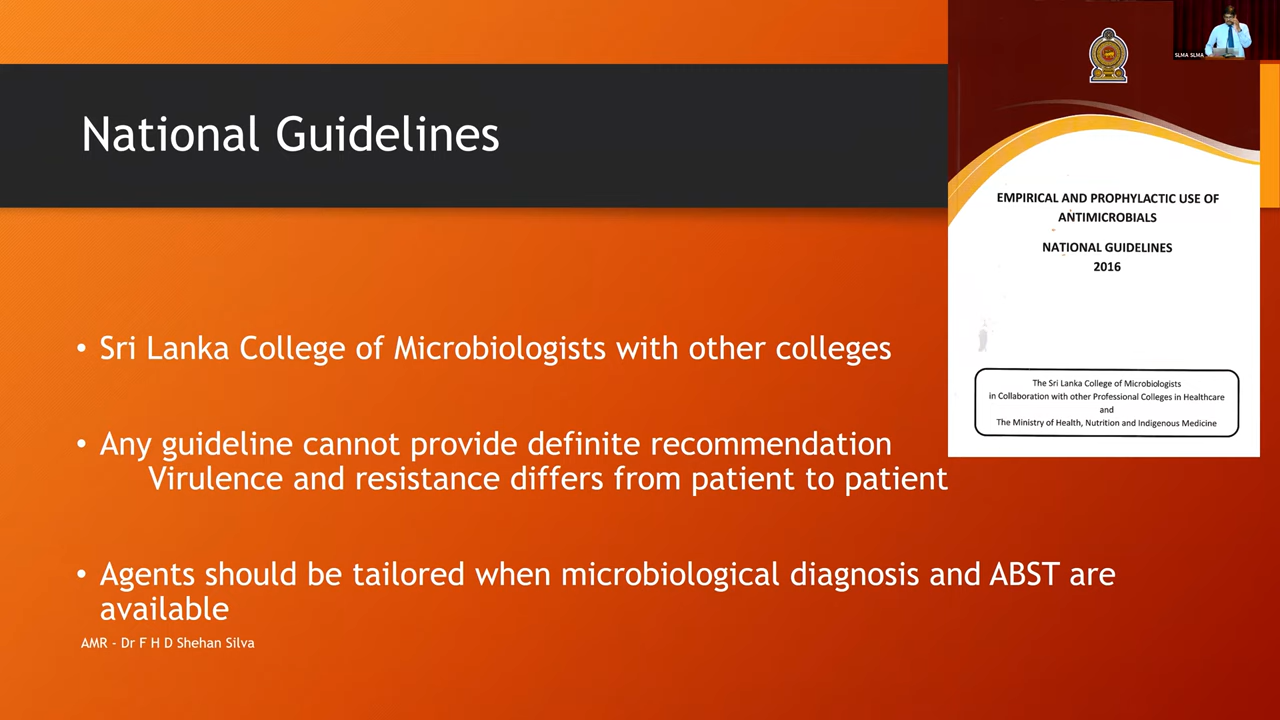 National Guidelines
SLMA SLMA
EMPIRICAL AND PROPHYLACTIC USE OF
ANTIMICROBIALS
NATIONAL GUIDELINES
2016
The Sri Lanka College of Microbiologists
in Collaboration with other Professional Colleges in Healthcare
and
The Ministry of Health, Nutrition and Indigenous Medicine
• Sri Lanka College of Microbiologists with other colleges
• Any guideline cannot provide definite recommendation
Virulence and resistance differs from patient to patient
• Agents should be tailored when microbiological diagnosis and ABST are
available
AMR - Dr F H D Shehan Silva